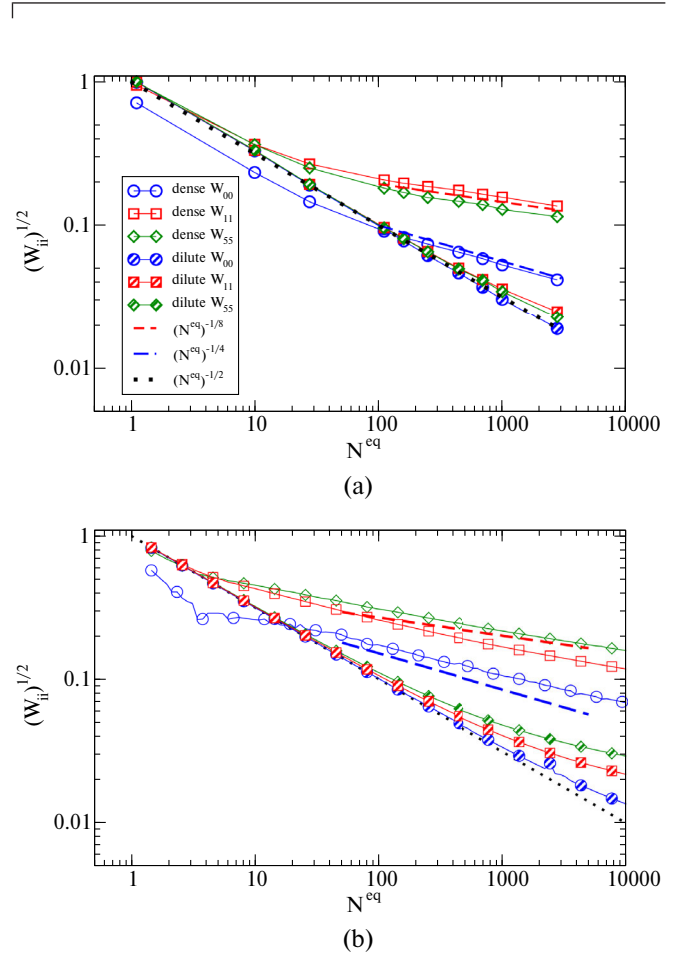 1
0.1
0.01
(W_ii)^1/2
dense W_00
dense W_11
dense W_55
dilute W_00
dilute W_11
dilute W_55
(N^eq)^-1/8
(N^eq)^-1/4
(N^eq)^-1/2
1 10 100 1000 10000
N^eq
(a)
1
0.1
0.01
(W_ii)^1/2
1 10 100 1000 10000
N^eq
(b)